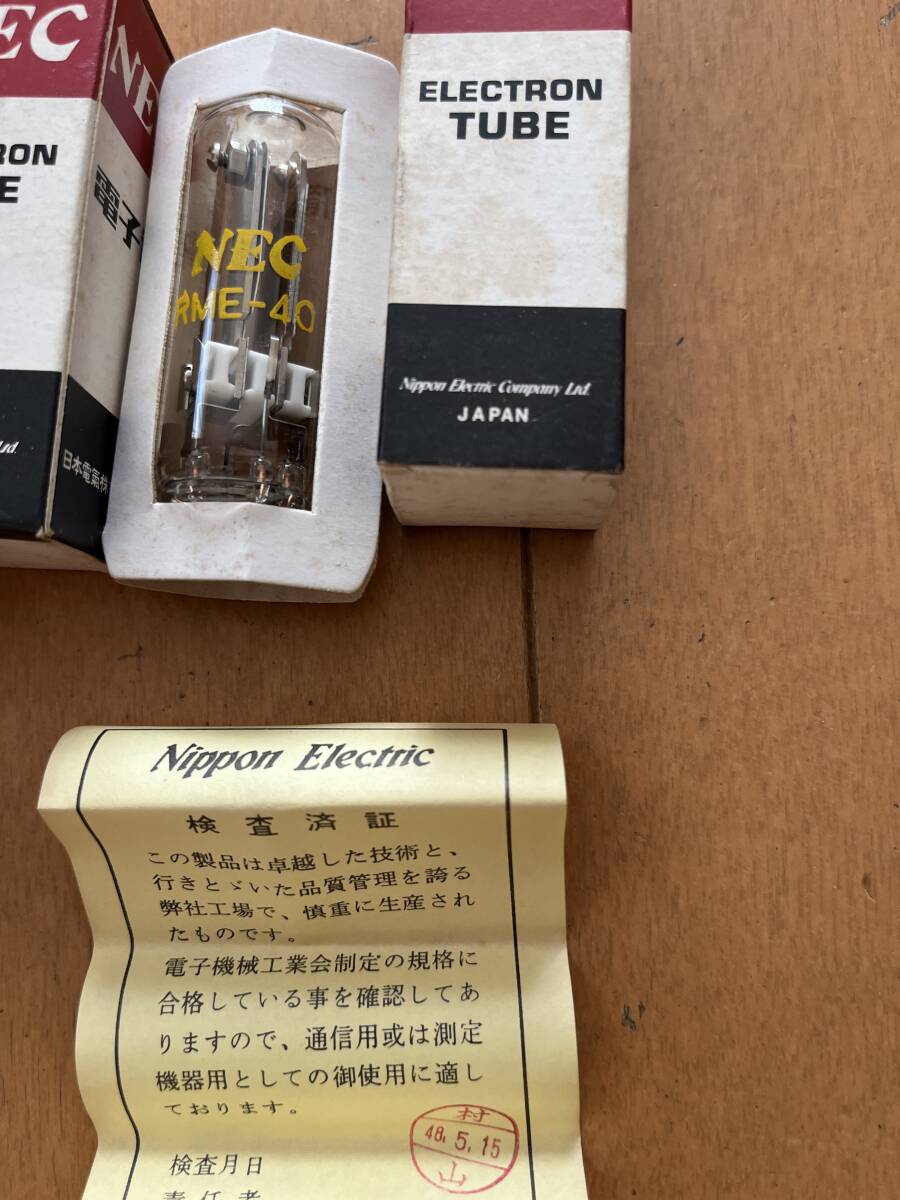 EC
NE
RON
E
電子
Ltd.
日本電氣株
NEC
RME-40
ELECTRON
TUBE
Nippon Electric Company Ltd.
JAPAN
Nippon Electric
検査済証
この製品は卓越した技術と、
行きとゞいた品質管理を誇る
弊社工場で、慎重に生産され
たものです。
電子機械工業会制定の規格に
合格している事を確認してあ
りますので、通信用或は測定
機器用としての御使用に適し
ております。
検査月日
村
48.5.15
山
責任者